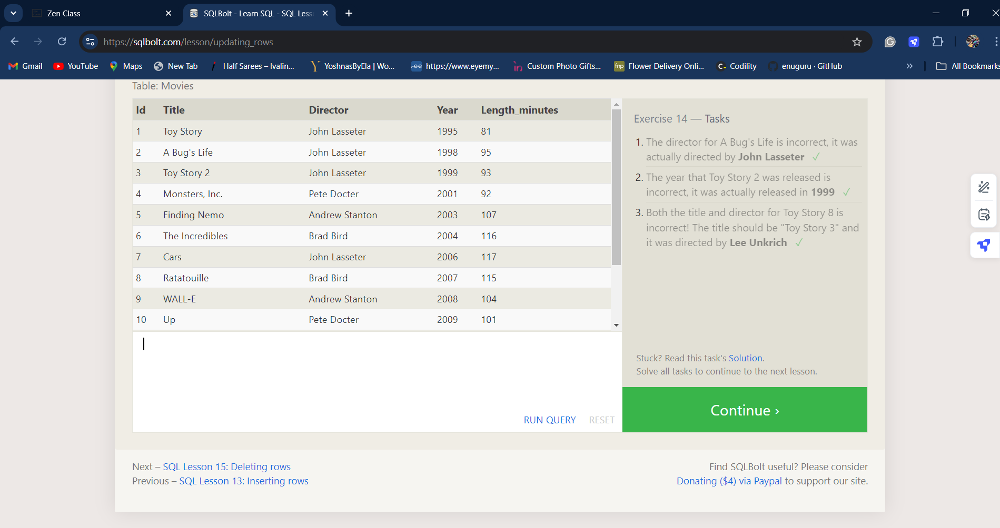 Zen Class
SQLBolt - Learn SQL - SQL Less
https://sqlbolt.com/lesson/updating_rows
Gmail
YouTube
Maps
New Tab
Half Sarees – Ivalin...
YoshnasByEla | Wo...
https://www.eyemy...
Custom Photo Gifts...
Flower Delivery Onli...
Codility
enuguru · GitHub
All Bookmarks
Table: Movies
Id Title Director Year Length_minutes
1 Toy Story John Lasseter 1995 81
2 A Bug's Life John Lasseter 1998 95
3 Toy Story 2 John Lasseter 1999 93
4 Monsters, Inc. Pete Docter 2001 92
5 Finding Nemo Andrew Stanton 2003 107
6 The Incredibles Brad Bird 2004 116
7 Cars John Lasseter 2006 117
8 Ratatouille Brad Bird 2007 115
9 WALL-E Andrew Stanton 2008 104
10 Up Pete Docter 2009 101
RUN QUERY RESET
Exercise 14 — Tasks
1. The director for A Bug's Life is incorrect, it was
actually directed by John Lasseter ✓
2. The year that Toy Story 2 was released is
incorrect, it was actually released in 1999 ✓
3. Both the title and director for Toy Story 8 is
incorrect! The title should be "Toy Story 3" and
it was directed by Lee Unkrich ✓
Stuck? Read this task's Solution.
Solve all tasks to continue to the next lesson.
Continue ›
Next – SQL Lesson 15: Deleting rows
Previous – SQL Lesson 13: Inserting rows
Find SQLBolt useful? Please consider
Donating ($4) via Paypal to support our site.